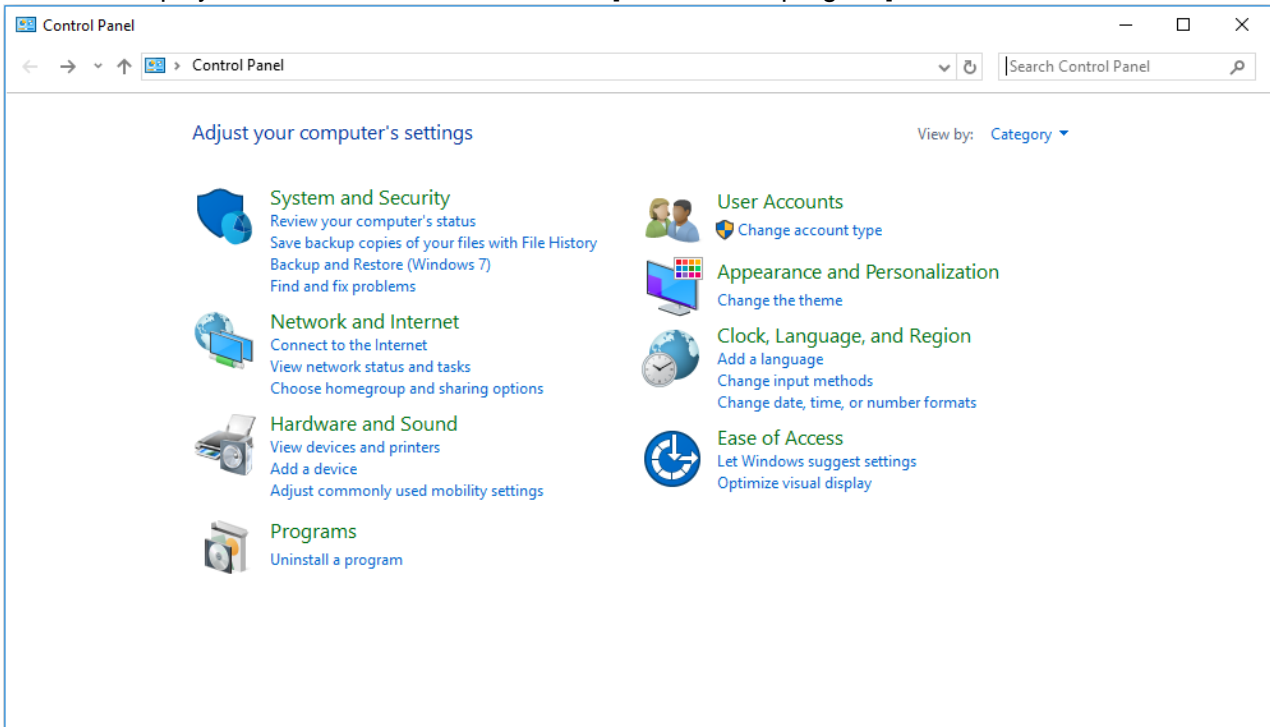 Control Panel
Control Panel
Search Control Panel
Adjust your computer's settings
View by: Category
System and Security
Review your computer's status
Save backup copies of your files with File History
Backup and Restore (Windows 7)
Find and fix problems
Network and Internet
Connect to the Internet
View network status and tasks
Choose homegroup and sharing options
Hardware and Sound
View devices and printers
Add a device
Adjust commonly used mobility settings
Programs
Uninstall a program
User Accounts
Change account type
Appearance and Personalization
Change the theme
Clock, Language, and Region
Add a language
Change input methods
Change date, time, or number formats
Ease of Access
Let Windows suggest settings
Optimize visual display